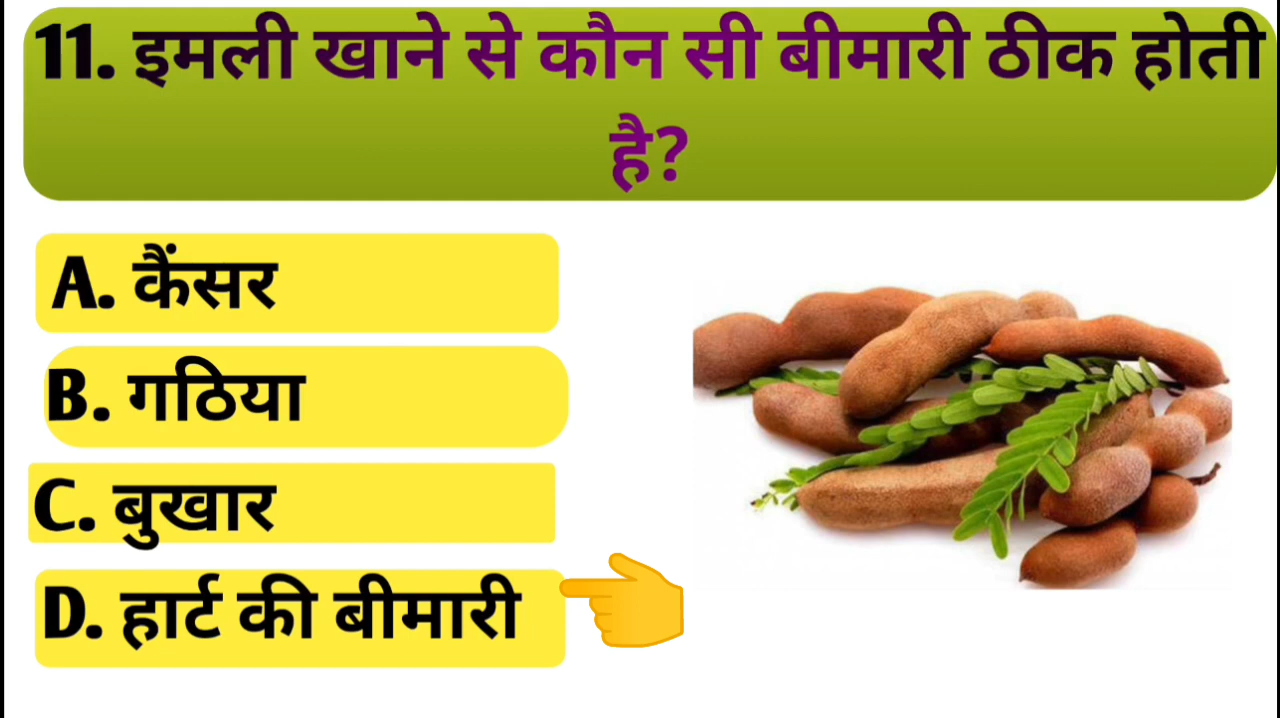 11. इमली खाने से कौन सी बीमारी ठीक होती
है?
A. कैंसर
B. गठिया
C. बुखार
D. हार्ट की बीमारी